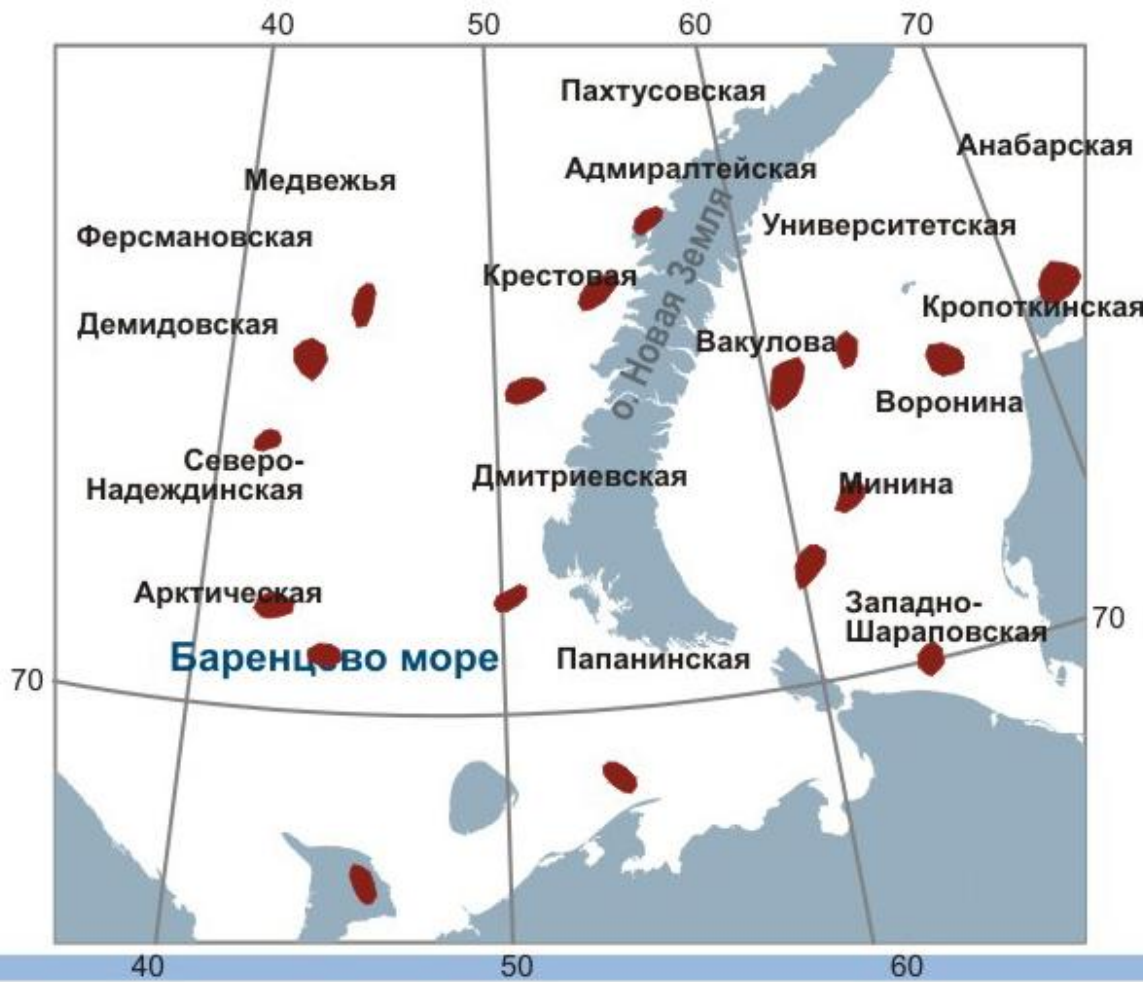 40
50
60
70
Пахтусовская
Анабарская
Адмиралтейская
Медвежья
Университетская
Ферсмановская
Крестовая
о. Новая Земля
Кропоткинская
Демидовская
Вакулова
Воронина
Северо-
Надеждинская
Дмитриевская
Минина
Арктическая
Западно-
Шараповская
70
Баренцово море
Папанинская
70
40
50
60